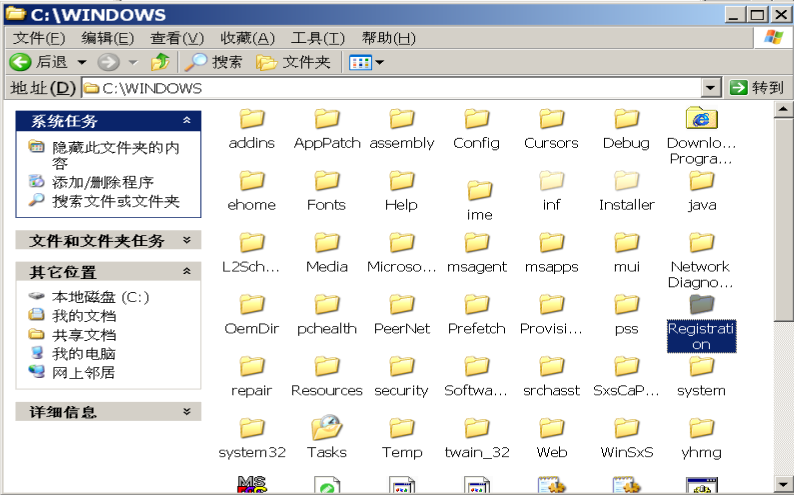 C:\WINDOWS
文件(F) 编辑(E) 查看(V) 收藏(A) 工具(T) 帮助(H)
后退 搜索 文件夹
地址(D) C:\WINDOWS 转到
系统任务
隐藏此文件夹的内
容
添加/删除程序
搜索文件或文件夹
文件和文件夹任务
其它位置
本地磁盘 (C:)
我的文档
共享文档
我的电脑
网上邻居
详细信息
addins AppPatch assembly Config Cursors Debug Downlo...
Progra...
ehome Fonts Help ime inf Installer java
L2Sch... Media Microso... msagent msapps mui Network
Diagno...
OemDir pchealth PeerNet Prefetch Provisi... pss Registrati
on
repair Resources security Softwa... srchasst SxsCaP... system
system32 Tasks Temp twain_32 Web WinSxS yhmg
MS